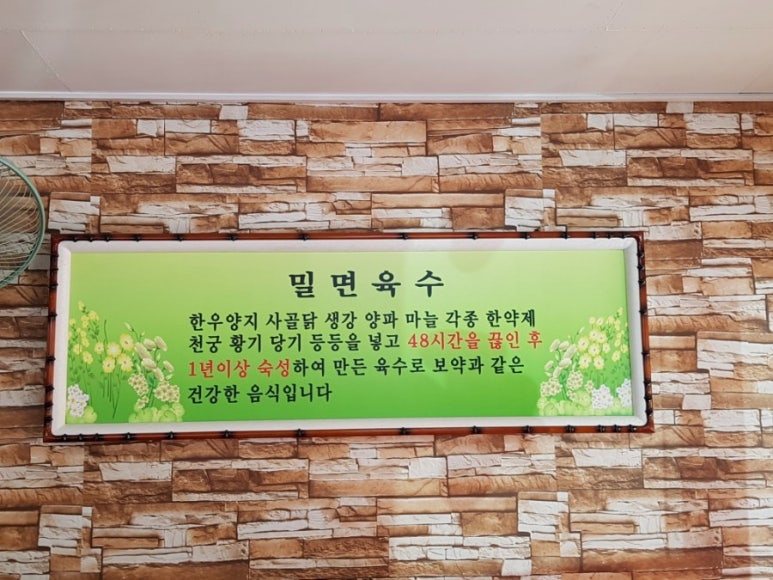 밀면육수
한우양지 사골닭 생강 양파 마늘 각종 한약제
천궁 황기 당기 등등을 넣고 48시간을 끊인 후
1년이상 숙성하여 만든 육수로 보약과 같은
건강한 음식입니다